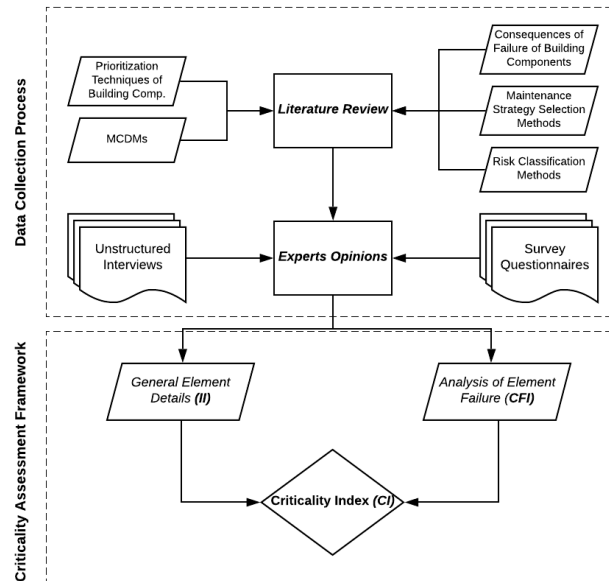 Data Collection Process
Prioritization
Techniques of
Building Comp.
MCDMs
Literature Review
Consequences of
Failure of Building
Components
Maintenance
Strategy Selection
Methods
Risk Classification
Methods
Unstructured
Interviews
Experts Opinions
Survey
Questionnaires
Criticality Assessment Framework
General Element
Details (II)
Analysis of Element
Failure (CFI)
Criticality Index (CI)